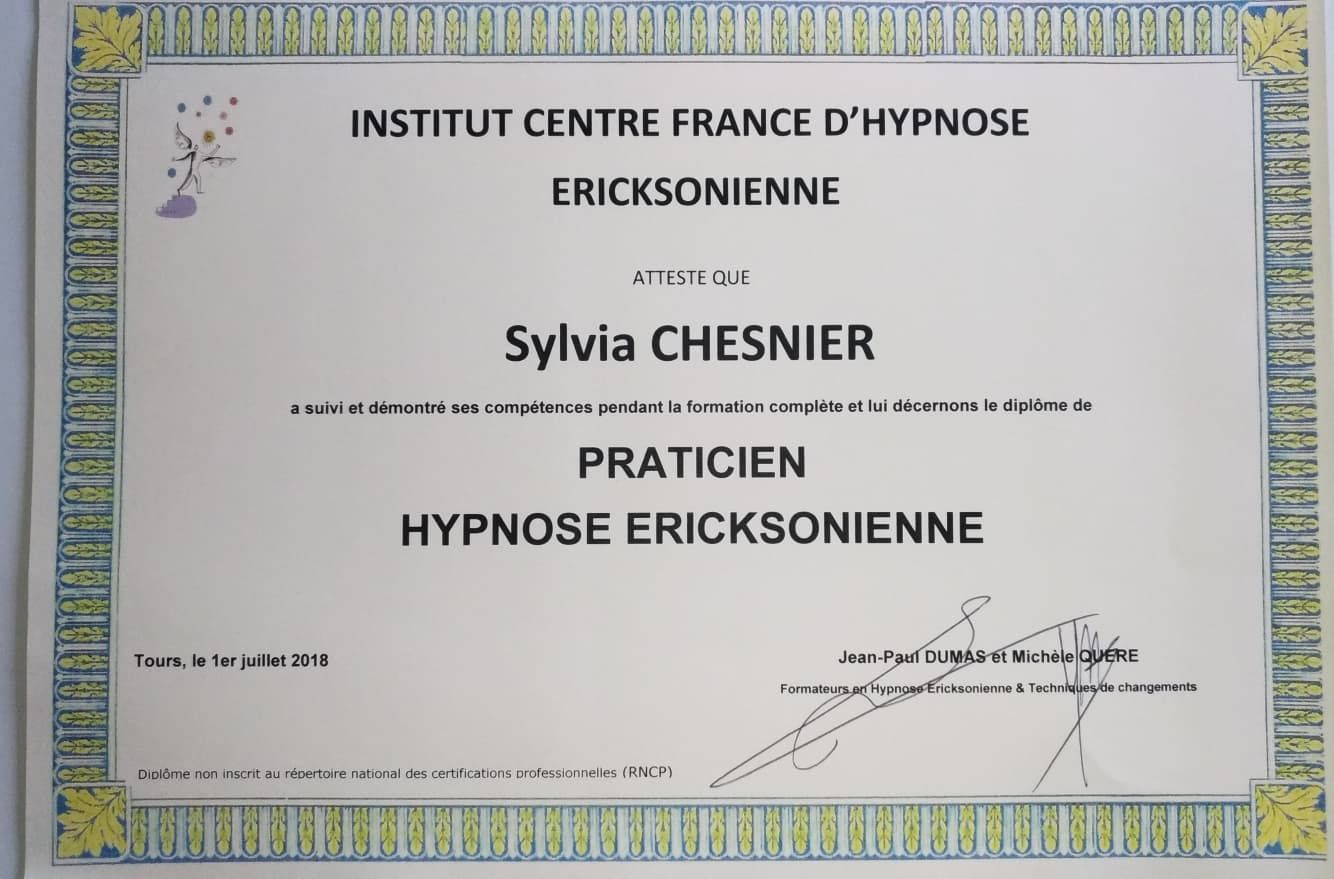 INSTITUT CENTRE FRANCE D'HYPNOSE
ERICKSONIENNE
ATTESTE QUE
Sylvia CHESNIER
a suivi et démontré ses compétences pendant la formation complète et lui décernons le diplôme de
PRATICIEN
HYPNOSE ERICKSONIENNE
Tours, le 1er juillet 2018
Jean-Paul DUMAS et Michèle QUERE
Formateurs en Hypnose Ericksonienne & Techniques de changements
Diplôme non inscrit au répertoire national des certifications professionnelles (RNCP)